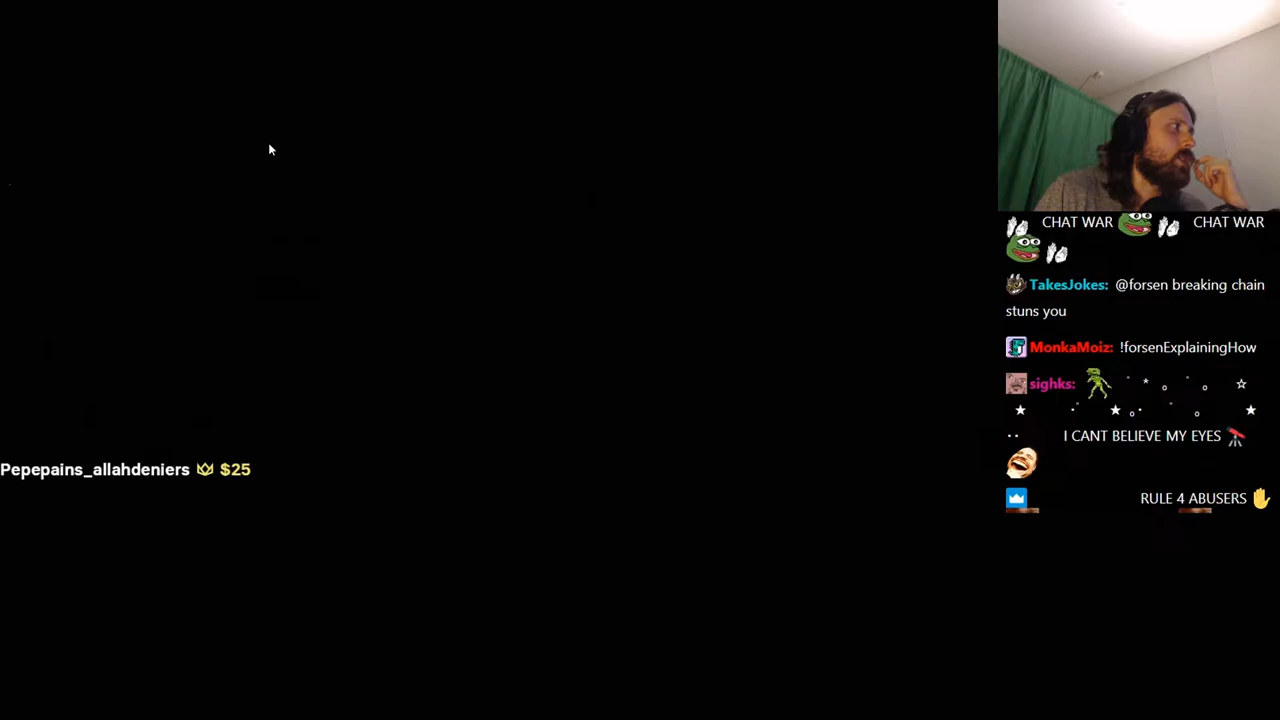 CHAT WAR CHAT WAR
TakesJokes: @forsen breaking chain
stuns you
MonkaMoiz: !forsenExplainingHow
sighks:
I CANT BELIEVE MY EYES
Pepepains_allahdeniers $25
RULE 4 ABUSERS